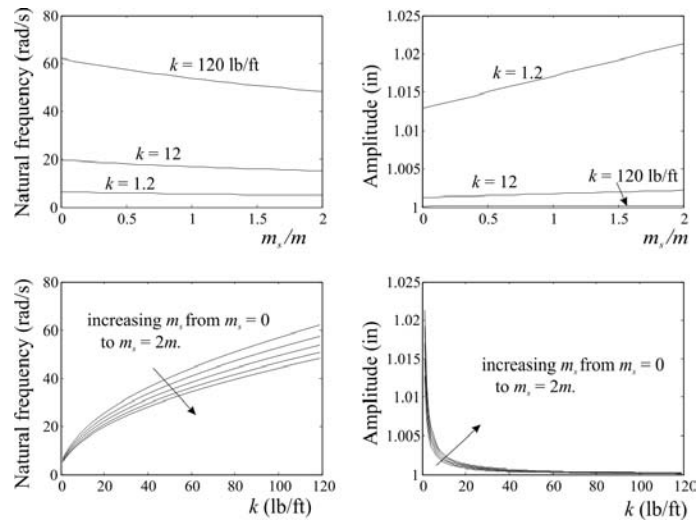 Natural frequency (rad/s)
80
60
40
20
0
k = 120 lb/ft
k = 12
k = 1.2
0
0.5
1
1.5
2
m_s/m
Amplitude (in)
1.025
1.02
1.015
1.01
1.005
1
k = 1.2
k = 12
k = 120 lb/ft
0
0.5
1
1.5
2
m_s/m
Natural frequency (rad/s)
80
60
40
20
0
increasing m_s from m_s = 0
to m_s = 2m.
0
20
40
60
80
100
120
k (lb/ft)
Amplitude (in)
1.025
1.02
1.015
1.01
1.005
1
increasing m_s from m_s = 0
to m_s = 2m.
0
20
40
60
80
100
120
k (lb/ft)